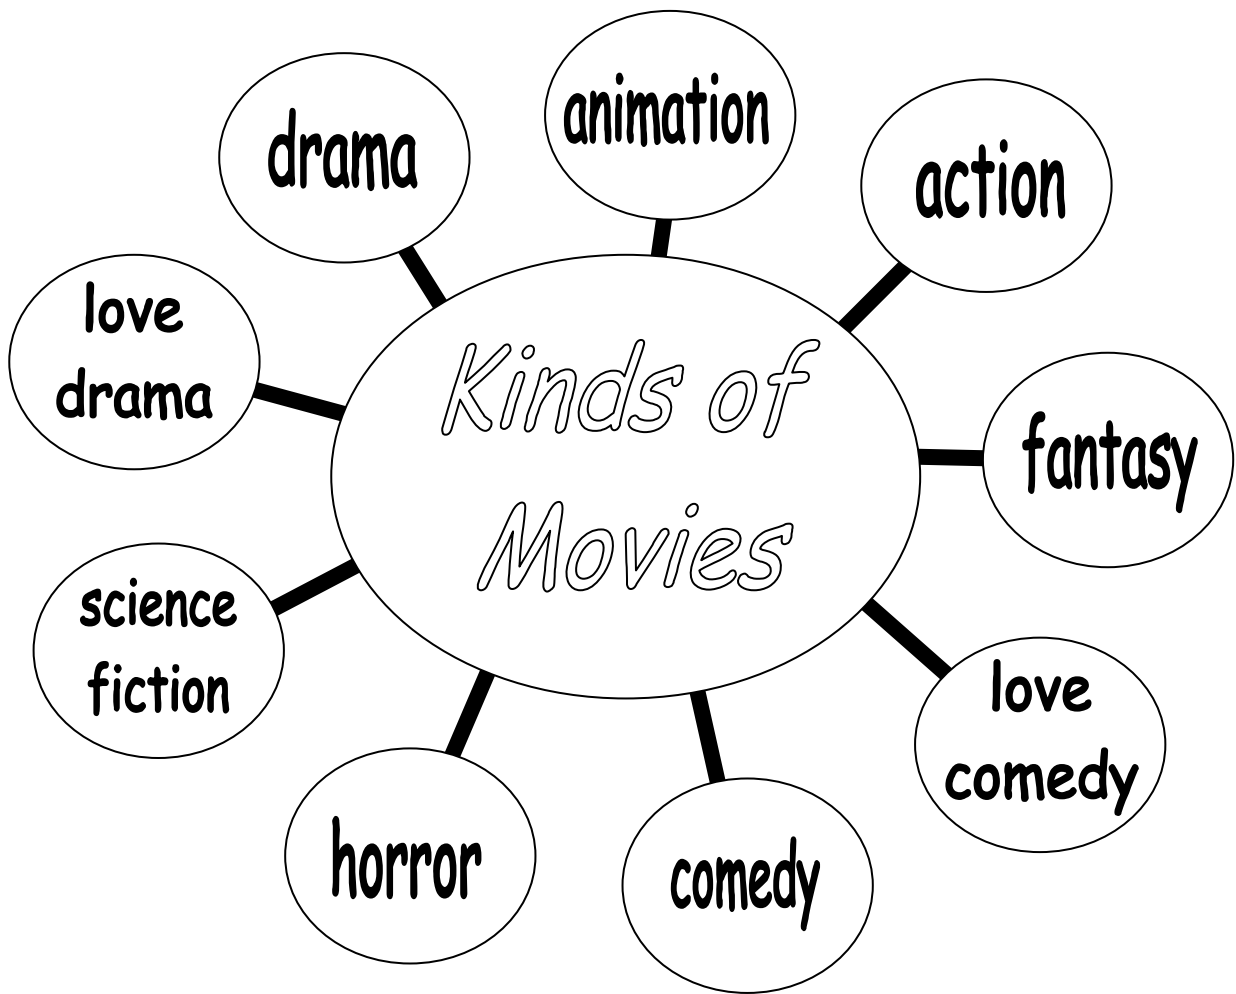 animation
drama
action
love
drama
Kinds of
Movies
fantasy
science
fiction
love
comedy
horror
comedy